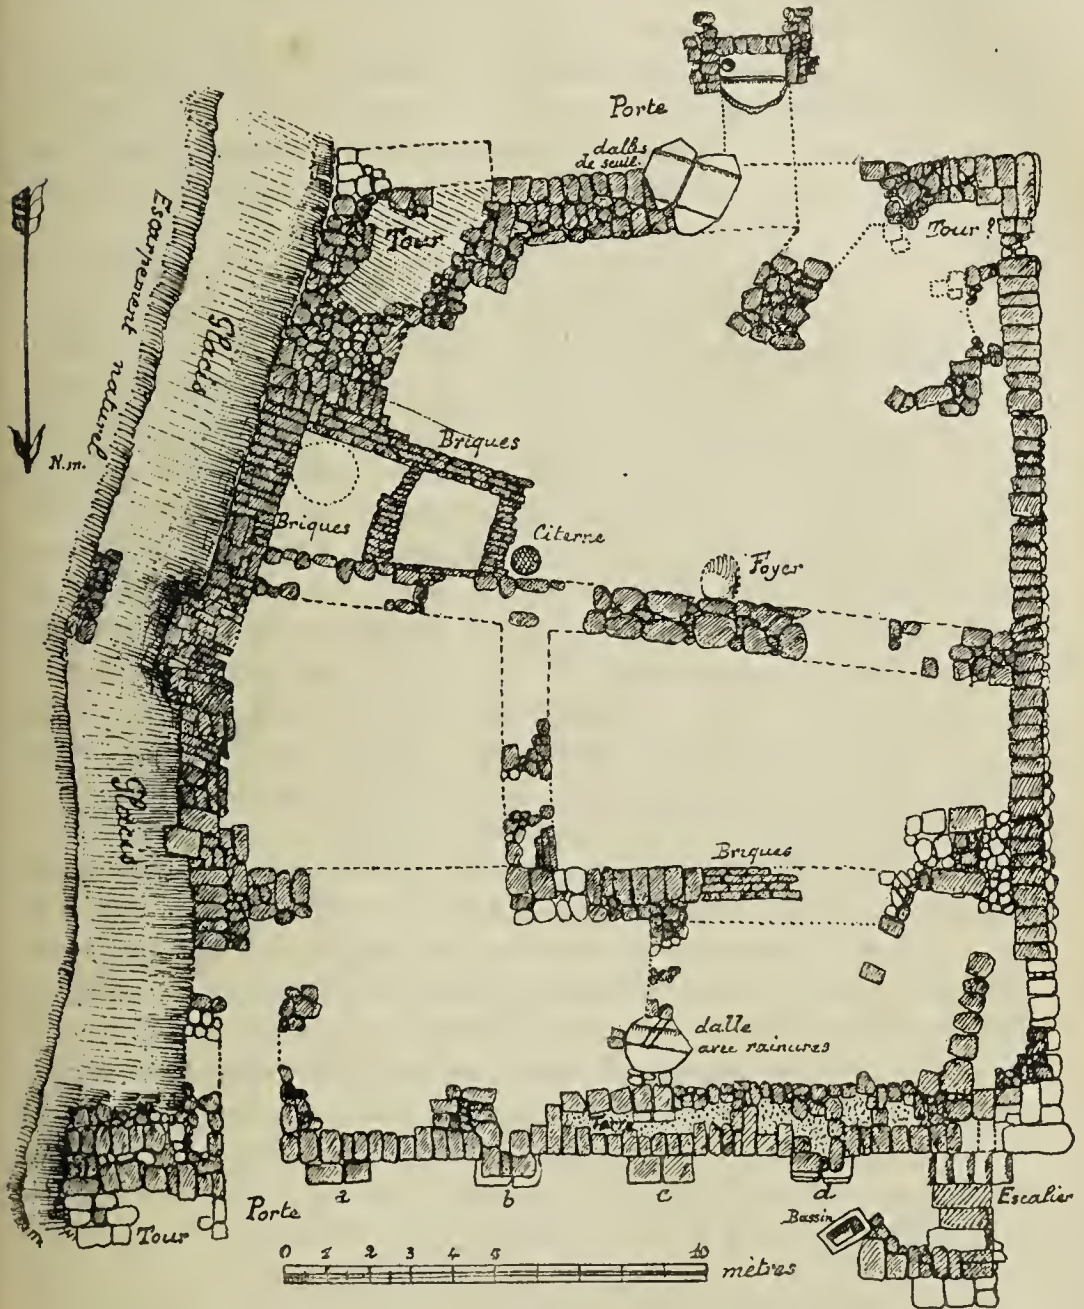 Porte
dalles
de seuil.
Tour
Tour?
Escarpement naturel
Glacis
N.m.
Briques
Briques
Citerne
Foyer
Glacis
Briques
dalle
avec rainures
a
b
c
d
Escalier
Porte
Bassin
Tour
0 1 2 3 4 5 10
mètres